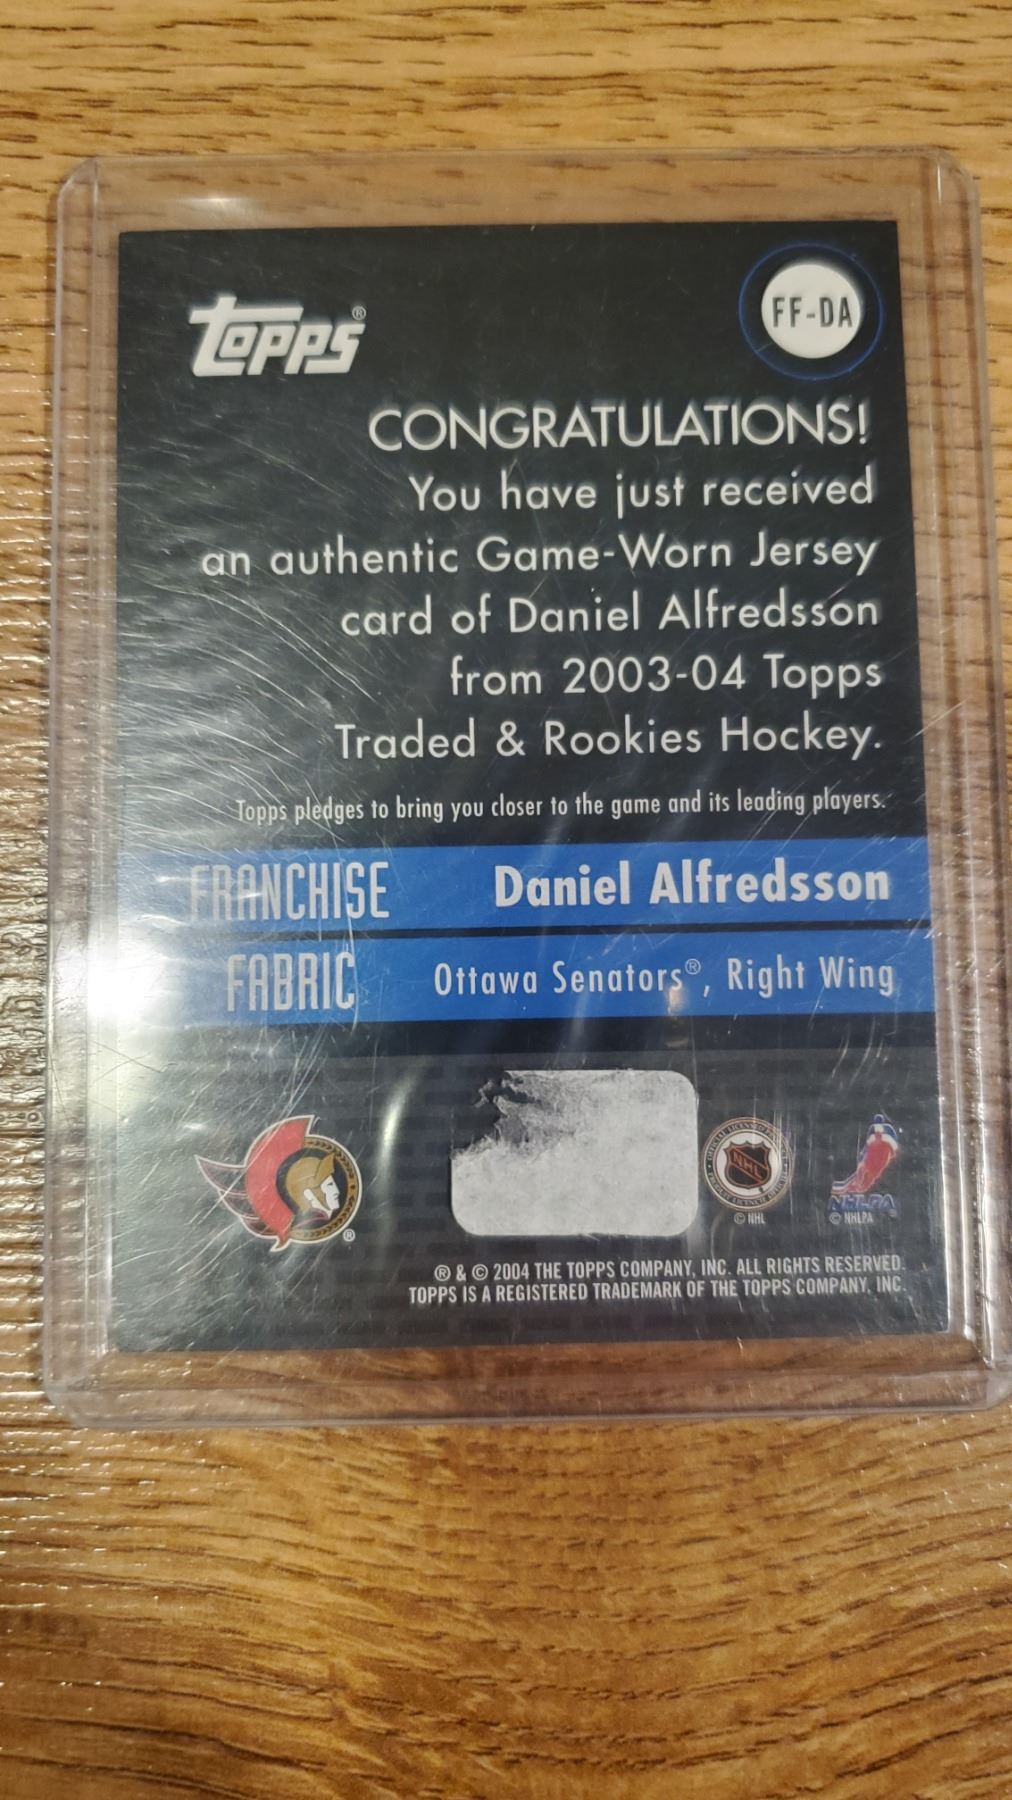 topps®
FF-DA
CONGRATULATIONS!
You have just received
an authentic Game-Worn Jersey
card of Daniel Alfredsson
from 2003-04 Topps
Traded & Rookies Hockey.
Topps pledges to bring you closer to the game and its leading players.
FRANCHISE
FABRIC
Daniel Alfredsson
Ottawa Senators®, Right Wing
®
NHL
© NHL
NHLPA
© NHLPA
® & © 2004 THE TOPPS COMPANY, INC. ALL RIGHTS RESERVED.
TOPPS IS A REGISTERED TRADEMARK OF THE TOPPS COMPANY, INC.